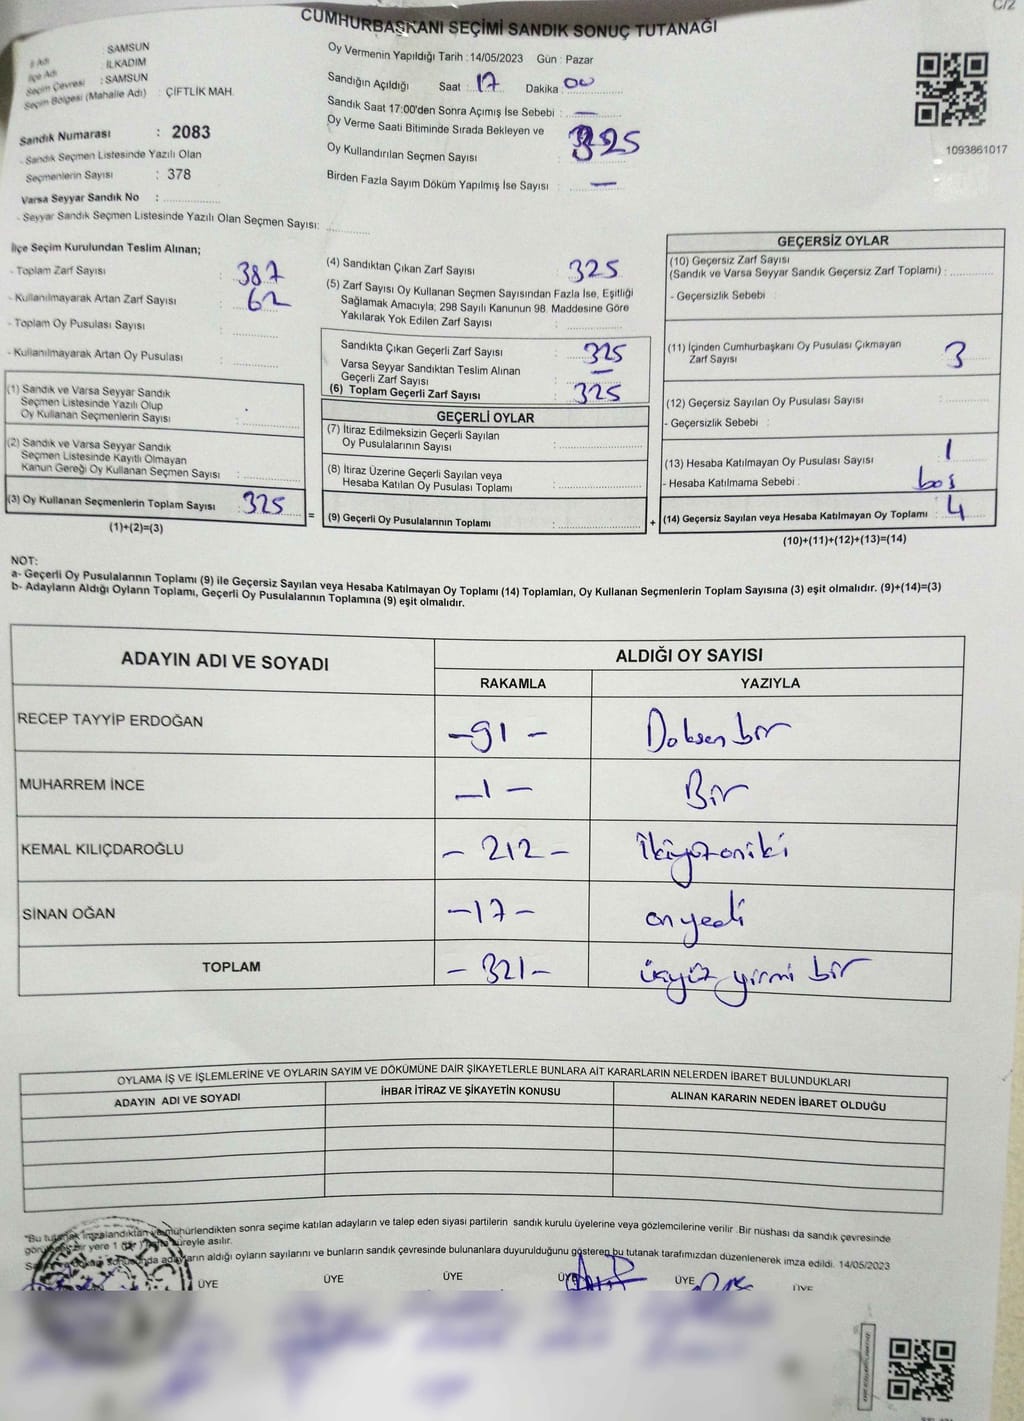 C/2
CUMHURBAŞKANI SEÇİMİ SANDIK SONUÇ TUTANAĞI
İl Adı : SAMSUN
İlçe Adı İLKADIM
Seçim Çevresi : SAMSUN
Seçim Bölgesi (Mahalle Adı) : ÇİFTLİK MAH.
Sandık Numarası : 2083
- Sandık Seçmen Listesinde Yazılı Olan
Seçmenlerin Sayısı : 378
Varsa Seyyar Sandık No :
- Seyyar Sandık Seçmen Listesinde Yazılı Olan Seçmen Sayısı:
Oy Vermenin Yapıldığı Tarih : 14/05/2023 Gün : Pazar
Sandığın Açıldığı Saat : 17 Dakika : 00
Sandık Saat 17:00'den Sonra Açımış İse Sebebi : —
Oy Verme Saati Bitiminde Sırada Bekleyen ve
Oy Kullandırılan Seçmen Sayısı : 325
Birden Fazla Sayım Döküm Yapılmış İse Sayısı : —
1093861017
İlçe Seçim Kurulundan Teslim Alınan;
- Toplam Zarf Sayısı : 387
- Kullanılmayarak Artan Zarf Sayısı : 62
- Toplam Oy Pusulası Sayısı :
- Kullanılmayarak Artan Oy Pusulası :
(1) Sandık ve Varsa Seyyar Sandık
Seçmen Listesinde Yazılı Olup
Oy Kullanan Seçmenlerin Sayısı :
(2) Sandık ve Varsa Seyyar Sandık
Seçmen Listesinde Kayıtlı Olmayan
Kanun Gereği Oy Kullanan Seçmen Sayısı :
(3) Oy Kullanan Seçmenlerin Toplam Sayısı : 325
(1)+(2)=(3)
=
(4) Sandıktan Çıkan Zarf Sayısı : 325
(5) Zarf Sayısı Oy Kullanan Seçmen Sayısından Fazla İse, Eşitliği
Sağlamak Amacıyla; 298 Sayılı Kanunun 98. Maddesine Göre
Yakılarak Yok Edilen Zarf Sayısı :
Sandıkta Çıkan Geçerli Zarf Sayısı : 325
Varsa Seyyar Sandıktan Teslim Alınan
Geçerli Zarf Sayısı : —
(6) Toplam Geçerli Zarf Sayısı : 325
GEÇERLİ OYLAR
(7) İtiraz Edilmeksizin Geçerli Sayılan
Oy Pusulalarının Sayısı :
(8) İtiraz Üzerine Geçerli Sayılan veya
Hesaba Katılan Oy Pusulası Toplamı :
(9) Geçerli Oy Pusulalarının Toplamı :
+
GEÇERSİZ OYLAR
(10) Geçersiz Zarf Sayısı
(Sandık ve Varsa Seyyar Sandık Geçersiz Zarf Toplamı) :
- Geçersizlik Sebebi :
(11) İçinden Cumhurbaşkanı Oy Pusulası Çıkmayan
Zarf Sayısı : 3
(12) Geçersiz Sayılan Oy Pusulası Sayısı :
- Geçersizlik Sebebi :
(13) Hesaba Katılmayan Oy Pusulası Sayısı : 1
- Hesaba Katılmama Sebebi : boş
(14) Geçersiz Sayılan veya Hesaba Katılmayan Oy Toplamı : 4
(10)+(11)+(12)+(13)=(14)
NOT:
a- Geçerli Oy Pusulalarının Toplamı (9) ile Geçersiz Sayılan veya Hesaba Katılmayan Oy Toplamı (14) Toplamları, Oy Kullanan Seçmenlerin Toplam Sayısına (3) eşit olmalıdır. (9)+(14)=(3)
b- Adayların Aldığı Oyların Toplamı, Geçerli Oy Pusulalarının Toplamına (9) eşit olmalıdır.
ADAYIN ADI VE SOYADI ALDIĞI OY SAYISI
RAKAMLA YAZIYLA
RECEP TAYYİP ERDOĞAN -91- Doksan bir
MUHARREM İNCE -1- Bir
KEMAL KILIÇDAROĞLU -212- İkiyüzoniki
SİNAN OĞAN -17- onyedi
TOPLAM -321- üçyüz yirmi bir
OYLAMA İŞ VE İŞLEMLERİNE VE OYLARIN SAYIM VE DÖKÜMÜNE DAİR ŞİKAYETLERLE BUNLARA AİT KARARLARIN NELERDEN İBARET BULUNDUKLARI
ADAYIN ADI VE SOYADI İHBAR İTİRAZ VE ŞİKAYETİN KONUSU ALINAN KARARIN NEDEN İBARET OLDUĞU
"Bu tutanak imzalandıktan ve mühürlendikten sonra seçime katılan adayların ve talep eden siyasi partilerin sandık kurulu üyelerine veya gözlemcilerine verilir .Bir nüshası da sandık çevresinde
bir yere 1 süreyle asılır.
adayların aldığı oyların sayılarını ve bunların sandık çevresinde bulunanlara duyurulduğunu gösteren bu tutanak tarafımızdan düzenlenerek imza edildi. 14/05/2023
ÜYE ÜYE ÜYE ÜYE ÜYE ÜYE